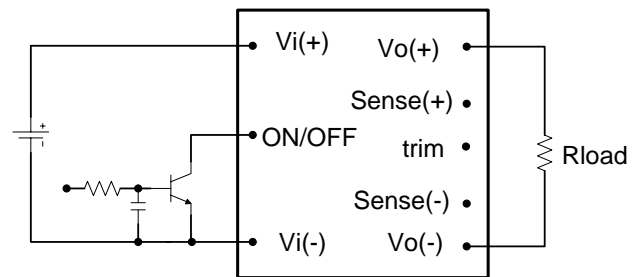 Vi(+)
Vo(+)
Sense(+)
ON/OFF
trim
Rload
Sense(-)
Vi(-)
Vo(-)
+
-